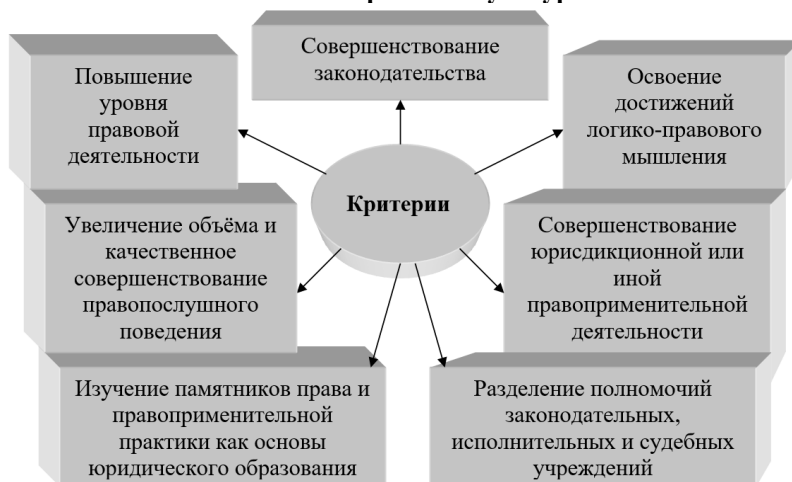 Совершенствование
законодательства
Повышение
уровня
правовой
деятельности
Освоение
достижений
логико-правового
мышления
Критерии
Увеличение объёма и
качественное
совершенствование
правопослушного
поведения
Совершенствование
юрисдикционной или
иной
правоприменительной
деятельности
Изучение памятников права и
правоприменительной
практики как основы
юридического образования
Разделение полномочий
законодательных,
исполнительных и судебных
учреждений